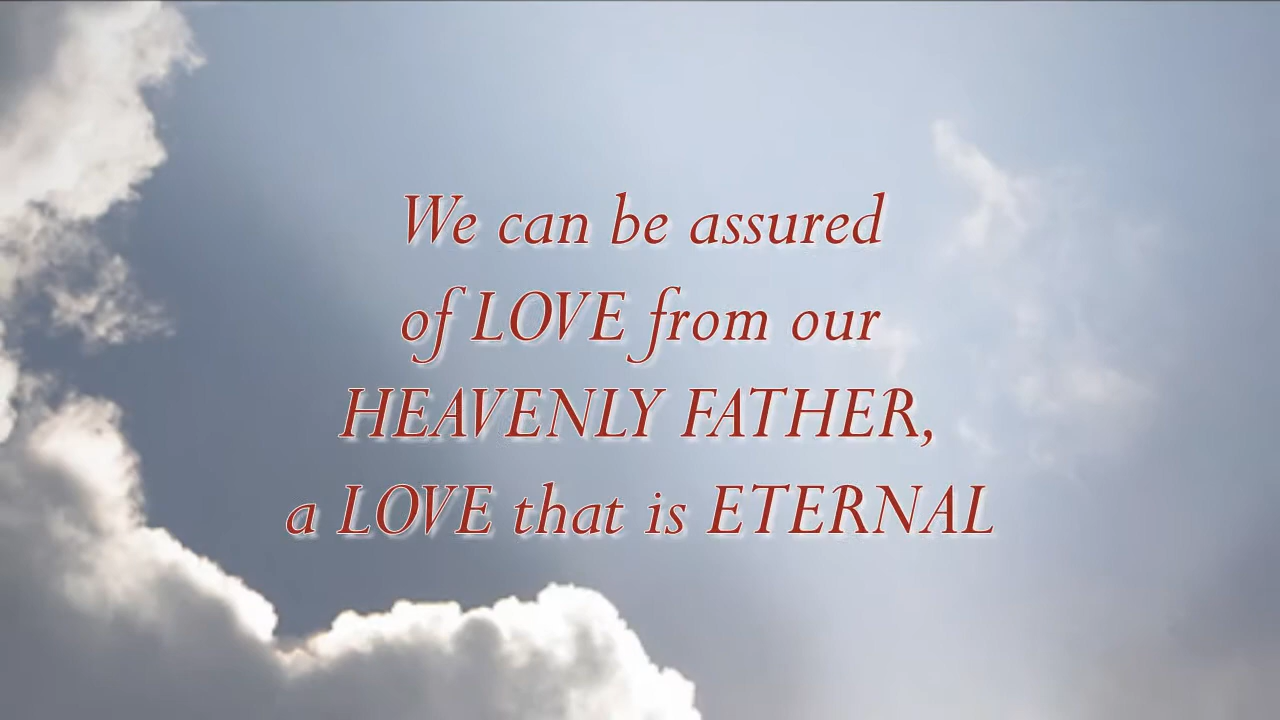 We can be assured
of LOVE from our
HEAVENLY FATHER,
a LOVE that is ETERNAL